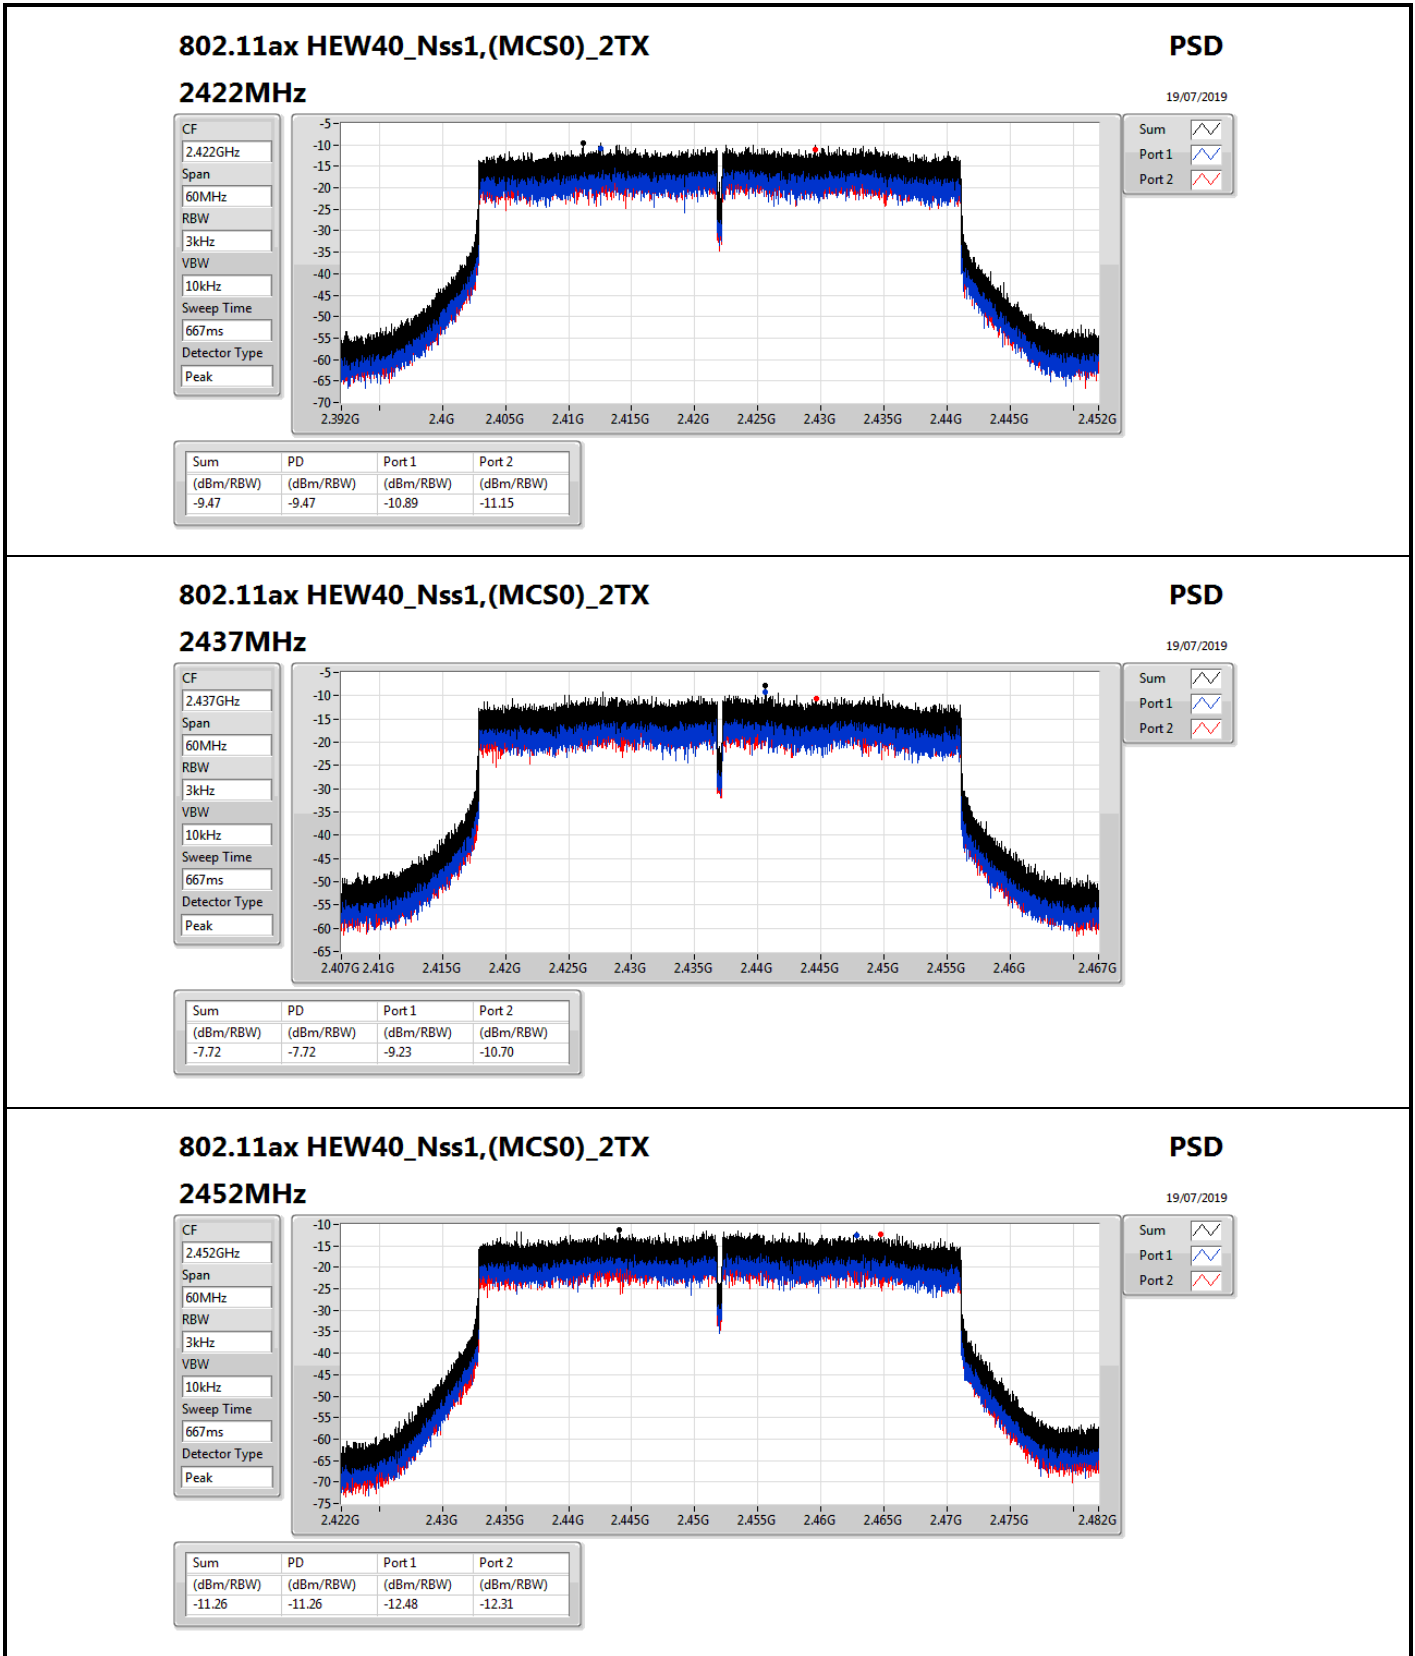 802.11ax HEW40_Nss1,(MCS0)_2TX PSD
2422MHz 19/07/2019
CF
2.422GHz
Span
60MHz
RBW
3kHz
VBW
10kHz
Sweep Time
667ms
Detector Type
Peak
-5
-10
-15
-20
-25
-30
-35
-40
-45
-50
-55
-60
-65
-70
2.392G 2.4G 2.405G 2.41G 2.415G 2.42G 2.425G 2.43G 2.435G 2.44G 2.445G 2.452G
Sum
Port 1
Port 2
Sum PD Port 1 Port 2
(dBm/RBW) (dBm/RBW) (dBm/RBW) (dBm/RBW)
-9.47 -9.47 -10.89 -11.15
802.11ax HEW40_Nss1,(MCS0)_2TX PSD
2437MHz 19/07/2019
CF
2.437GHz
Span
60MHz
RBW
3kHz
VBW
10kHz
Sweep Time
667ms
Detector Type
Peak
-5
-10
-15
-20
-25
-30
-35
-40
-45
-50
-55
-60
-65
2.407G 2.41G 2.415G 2.42G 2.425G 2.43G 2.435G 2.44G 2.445G 2.45G 2.455G 2.46G 2.467G
Sum
Port 1
Port 2
Sum PD Port 1 Port 2
(dBm/RBW) (dBm/RBW) (dBm/RBW) (dBm/RBW)
-7.72 -7.72 -9.23 -10.70
802.11ax HEW40_Nss1,(MCS0)_2TX PSD
2452MHz 19/07/2019
CF
2.452GHz
Span
60MHz
RBW
3kHz
VBW
10kHz
Sweep Time
667ms
Detector Type
Peak
-10
-15
-20
-25
-30
-35
-40
-45
-50
-55
-60
-65
-70
-75
2.422G 2.43G 2.435G 2.44G 2.445G 2.45G 2.455G 2.46G 2.465G 2.47G 2.475G 2.482G
Sum
Port 1
Port 2
Sum PD Port 1 Port 2
(dBm/RBW) (dBm/RBW) (dBm/RBW) (dBm/RBW)
-11.26 -11.26 -12.48 -12.31